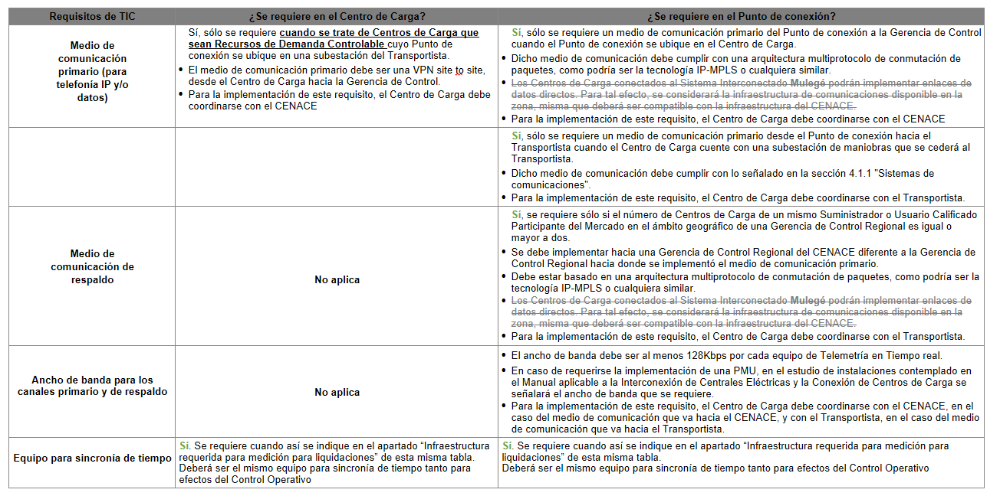 Requisitos de TIC
¿Se requiere en el Centro de Carga?
¿Se requiere en el Punto de conexión?
Medio de
comunicación
primario (para
telefonía IP y/o
datos)
Sí, sólo se requiere cuando se trate de Centros de Carga que
sean Recursos de Demanda Controlable cuyo Punto de
conexión se ubique en una subestación del Transportista.
• El medio de comunicación primario debe ser una VPN site to site,
desde el Centro de Carga hacia la Gerencia de Control.
• Para la implementación de este requisito, el Centro de Carga debe
coordinarse con el CENACE
Sí, sólo se requiere un medio de comunicación primario del Punto de conexión a la Gerencia de Control
cuando el Punto de conexión se ubique en el Centro de Carga.
• Dicho medio de comunicación debe cumplir con una arquitectura multiprotocolo de conmutación de
paquetes, como podría ser la tecnología IP-MPLS o cualquiera similar.
• Los Centros de Carga conectados al Sistema Interconectado Mulegé podrán implementar enlaces de
datos directos. Para tal efecto, se considerará la infraestructura de comunicaciones disponible en la
zona, misma que deberá ser compatible con la infraestructura del CENACE.
• Para la implementación de este requisito, el Centro de Carga debe coordinarse con el CENACE
Sí, sólo se requiere un medio de comunicación primario desde el Punto de conexión hacia el
Transportista cuando el Centro de Carga cuente con una subestación de maniobras que se cederá al
Transportista.
• Dicho medio de comunicación debe cumplir con lo señalado en la sección 4.1.1 "Sistemas de
comunicaciones".
• Para la implementación de este requisito, el Centro de Carga debe coordinarse con el Transportista.
Medio de
comunicación de
respaldo
No aplica
Sí, se requiere sólo si el número de Centros de Carga de un mismo Suministrador o Usuario Calificado
Participante del Mercado en el ámbito geográfico de una Gerencia de Control Regional es igual o
mayor a dos.
• Se debe implementar hacia una Gerencia de Control Regional del CENACE diferente a la Gerencia de
Control Regional hacia donde se implementó el medio de comunicación primario.
• Debe estar basado en una arquitectura multiprotocolo de conmutación de paquetes, como podría ser la
tecnología IP-MPLS o cualquiera similar.
• Los Centros de Carga conectados al Sistema Interconectado Mulegé podrán implementar enlaces de
datos directos. Para tal efecto, se considerará la infraestructura de comunicaciones disponible en la
zona, misma que deberá ser compatible con la infraestructura del CENACE.
• Para la implementación de este requisito, el Centro de Carga debe coordinarse con el Transportista.
Ancho de banda para los
canales primario y de respaldo
No aplica
• El ancho de banda debe ser al menos 128Kbps por cada equipo de Telemetría en Tiempo real.
• En caso de requerirse la implementación de una PMU, en el estudio de instalaciones contemplado en
el Manual aplicable a la Interconexión de Centrales Eléctricas y la Conexión de Centros de Carga se
señalará el ancho de banda que se requiere.
• Para la implementación de este requisito, el Centro de Carga debe coordinarse con el CENACE, en el
caso del medio de comunicación que va hacia el CENACE, y con el Transportista, en el caso del medio
de comunicación que va hacia el Transportista.
Equipo para sincronía de tiempo
Sí. Se requiere cuando así se indique en el apartado “Infraestructura
requerida para medición para liquidaciones” de esta misma tabla.
Deberá ser el mismo equipo para sincronía de tiempo tanto para
efectos del Control Operativo
Sí. Se requiere cuando así se indique en el apartado “Infraestructura requerida para medición para
liquidaciones” de esta misma tabla.
Deberá ser el mismo equipo para sincronía de tiempo tanto para efectos del Control Operativo